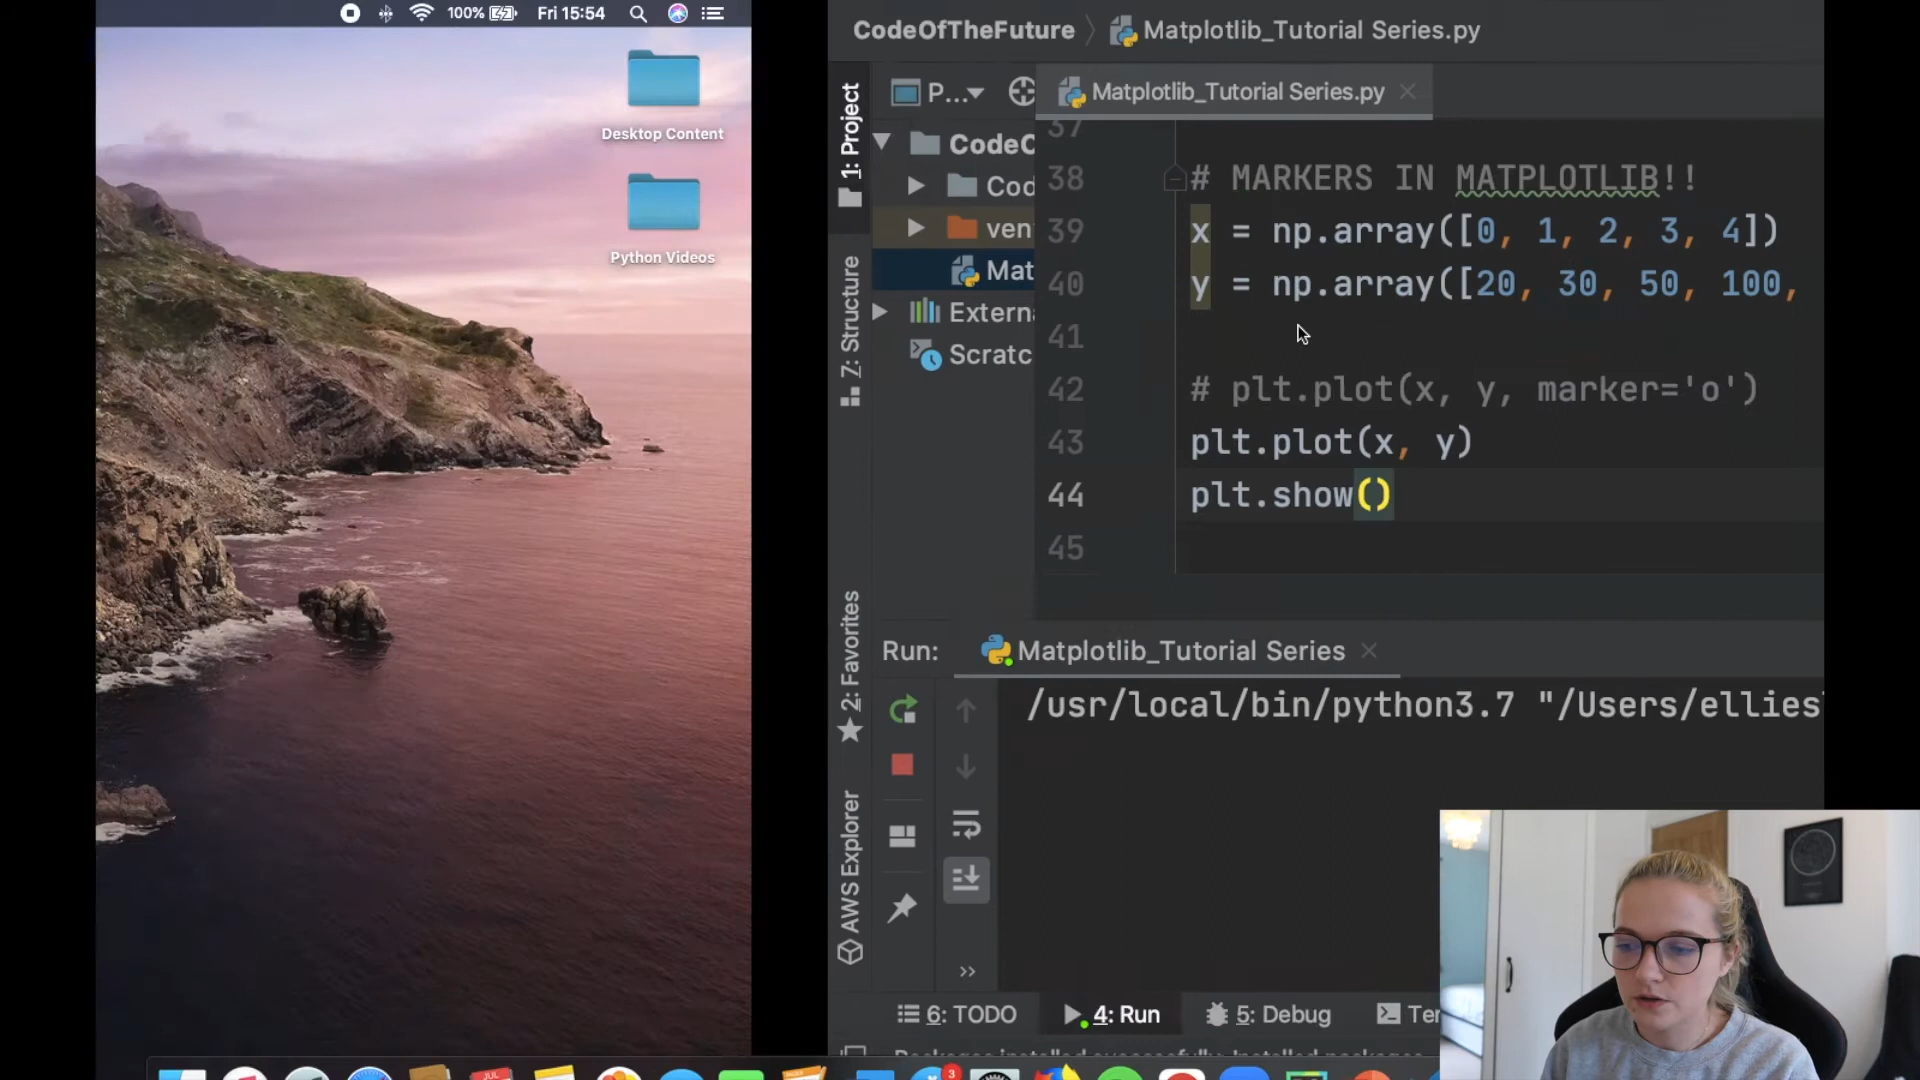 100% Fri 15:54
Desktop Content
Python Videos
CodeOfTheFuture Matplotlib_Tutorial Series.py
P...
Matplotlib_Tutorial Series.py
1: Project
CodeC
Cod
ven
Mat
Extern
Scratc
7: Structure
2: Favorites
AWS Explorer
37
38 # MARKERS IN MATPLOTLIB!!
39 x = np.array([0, 1, 2, 3, 4])
40 y = np.array([20, 30, 50, 100,
41
42 # plt.plot(x, y, marker='o')
43 plt.plot(x, y)
44 plt.show()
45
Run: Matplotlib_Tutorial Series
/usr/local/bin/python3.7 "/Users/ellies
»
6: TODO 4: Run 5: Debug Ter
JUL
3